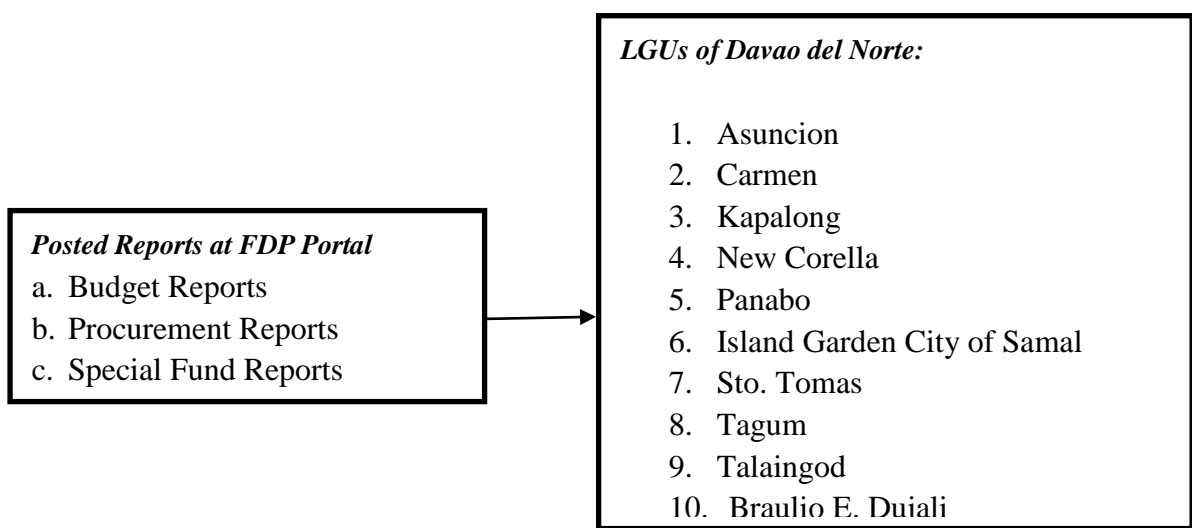 LGUs of Davao del Norte:
1. Asuncion
2. Carmen
3. Kapalong
4. New Corella
5. Panabo
6. Island Garden City of Samal
7. Sto. Tomas
8. Tagum
9. Talaingod
10. Braulio E. Dujali
Posted Reports at FDP Portal
a. Budget Reports
b. Procurement Reports
c. Special Fund Reports